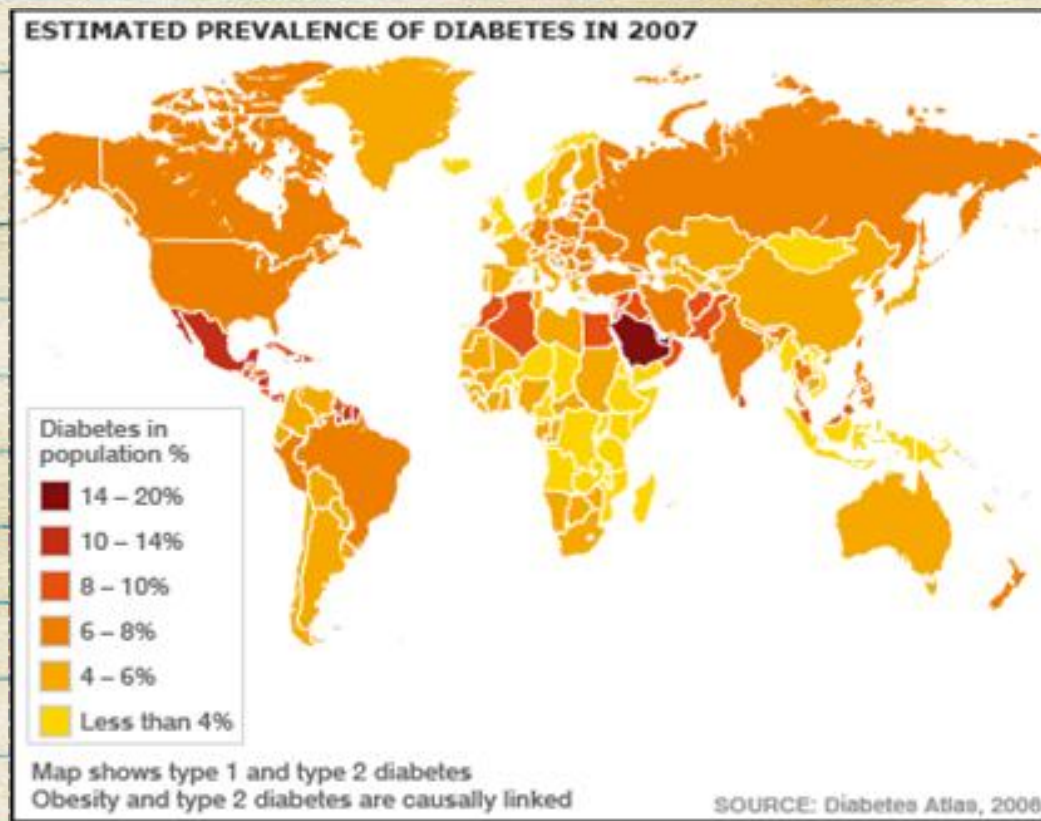 ESTIMATED PREVALENCE OF DIABETES IN 2007
Diabetes in
population %
14 – 20%
10 – 14%
8 – 10%
6 – 8%
4 – 6%
Less than 4%
Map shows type 1 and type 2 diabetes
Obesity and type 2 diabetes are causally linked
SOURCE: Diabetes Atlas, 2006